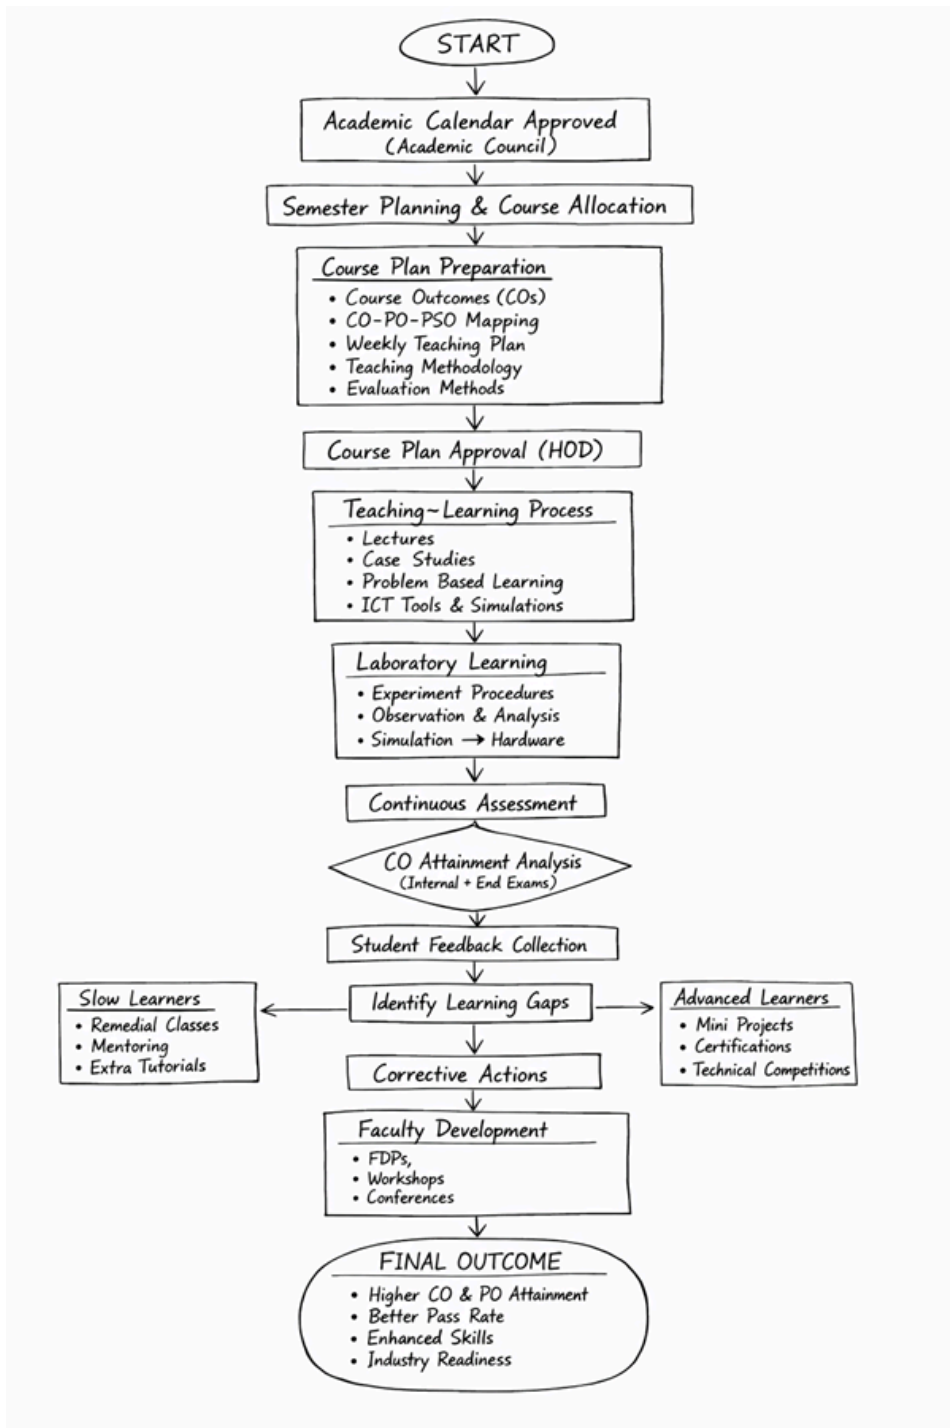 START
Academic Calendar Approved
(Academic Council)
Semester Planning & Course Allocation
Course Plan Preparation
• Course Outcomes (COs)
• CO-PO-PSO Mapping
• Weekly Teaching Plan
• Teaching Methodology
• Evaluation Methods
Course Plan Approval (HOD)
Teaching~Learning Process
• Lectures
• Case Studies
• Problem Based Learning
• ICT Tools & Simulations
Laboratory Learning
• Experiment Procedures
• Observation & Analysis
• Simulation → Hardware
Continuous Assessment
CO Attainment Analysis
(Internal + End Exams)
Student Feedback Collection
Identify Learning Gaps
Slow Learners
• Remedial Classes
• Mentoring
• Extra Tutorials
Advanced Learners
• Mini Projects
• Certifications
• Technical Competitions
Corrective Actions
Faculty Development
• FDPs,
• Workshops
• Conferences
FINAL OUTCOME
• Higher CO & PO Attainment
• Better Pass Rate
• Enhanced Skills
• Industry Readiness